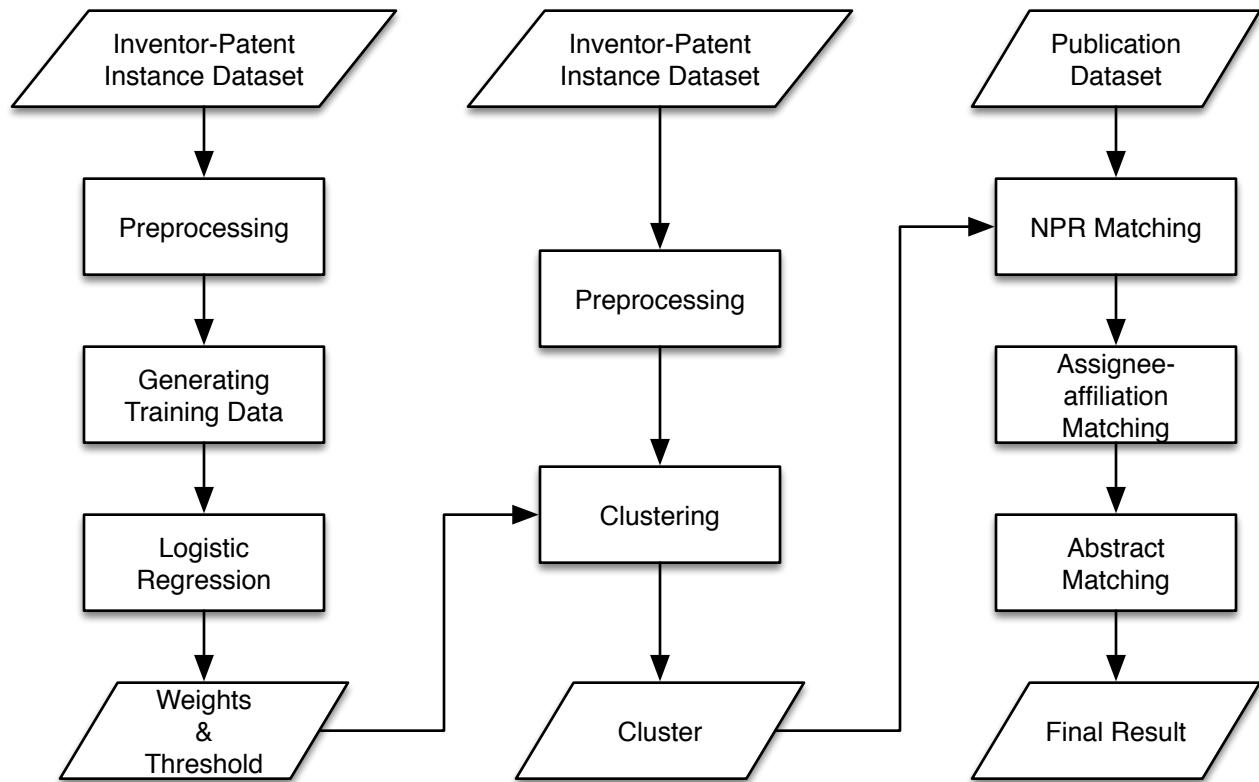 Inventor-Patent
Instance Dataset
Preprocessing
Generating
Training Data
Logistic
Regression
Weights
&
Threshold
Inventor-Patent
Instance Dataset
Preprocessing
Clustering
Cluster
Publication
Dataset
NPR Matching
Assignee-
affiliation
Matching
Abstract
Matching
Final Result